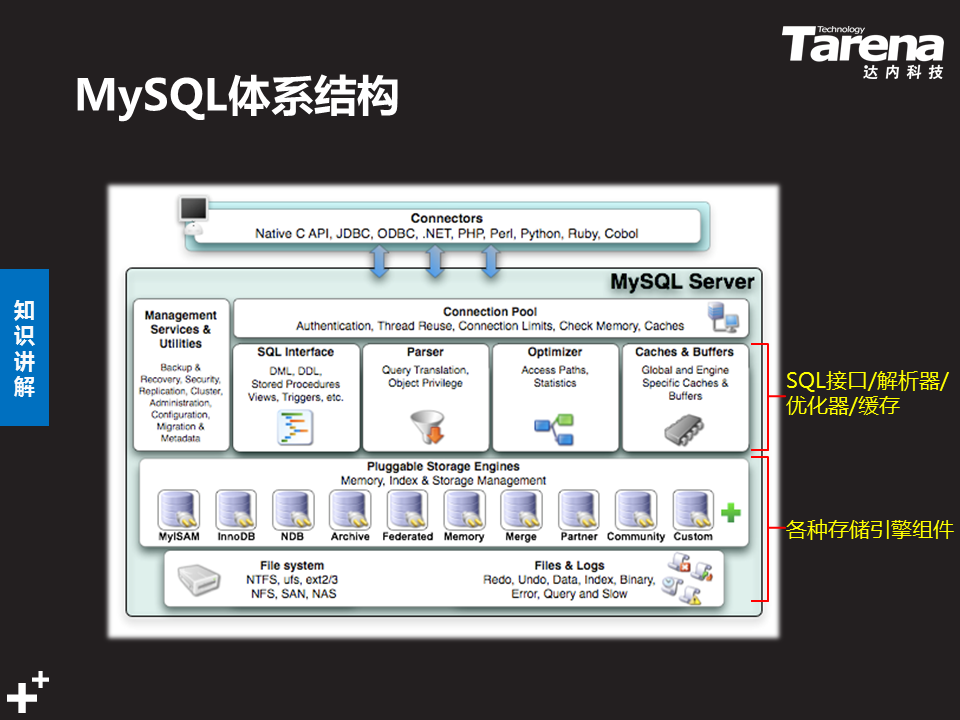 Technology
Tarena
达内科技
MySQL体系结构
知
识
讲
解
Connectors
Native C API, JDBC, ODBC, .NET, PHP, Perl, Python, Ruby, Cobol
MySQL Server
Management
Services &
Utilities
Backup &
Recovery, Security,
Replication, Cluster,
Administration,
Configuration,
Migration &
Metadata
Connection Pool
Authentication, Thread Reuse, Connection Limits, Check Memory, Caches
SQL Interface
DML, DDL,
Stored Procedures
Views, Triggers, etc.
Parser
Query Translation,
Object Privilege
Optimizer
Access Paths,
Statistics
Caches & Buffers
Global and Engine
Specific Caches &
Buffers
SQL接口/解析器/
优化器/缓存
Pluggable Storage Engines
Memory, Index & Storage Management
MyISAM
InnoDB
NDB
Archive
Federated
Memory
Merge
Partner
Community
Custom
各种存储引擎组件
File system
NTFS, ufs, ext2/3
NFS, SAN, NAS
Files & Logs
Redo, Undo, Data, Index, Binary,
Error, Query and Slow